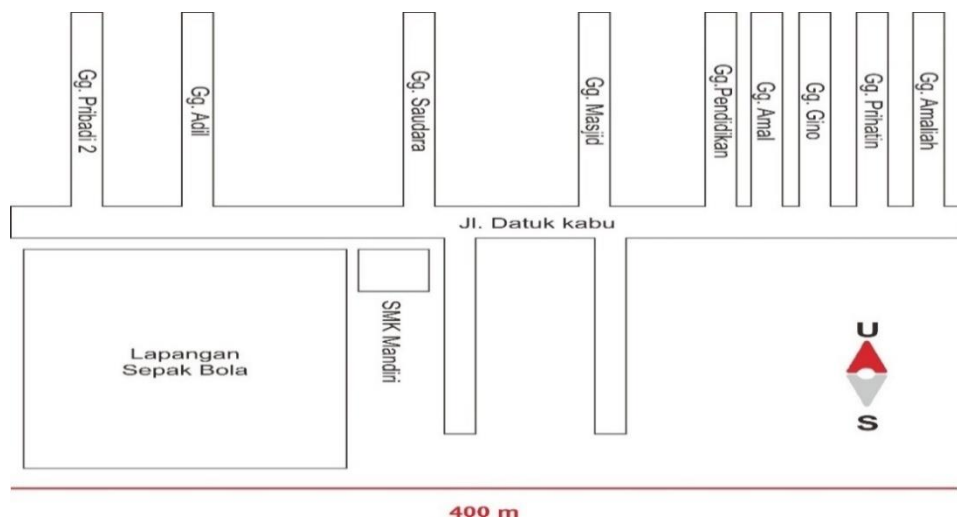 Gg. Pribadi 2
Gg. Adil
Gg. Saudara
Gg. Masjid
Gg.Pendidikan
Gg. Amal
Gg. Gino
Gg. Prihatin
Gg. Amaliah
Jl. Datuk kabu
Lapangan
Sepak Bola
SMK Mandiri
U
S
400 m